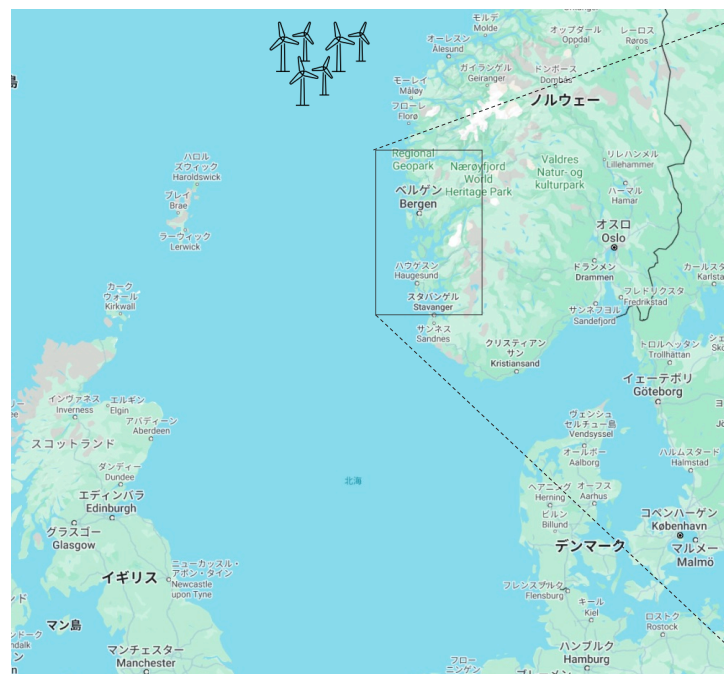 モルデ
Molde
オーレスン
Ålesund
オップダール
Oppdal
レーロス
Røros
ガイランゲル
Geiranger
ドンボース
Dombås
島
モーレイ
Måløy
フローレ
Florø
ノルウェー
ハロル
ズウィック
Haroldswick
ブレイ
Brae
ラーウィック
Lerwick
Regional
Geopark
Nærøyfjord
World
Heritage Park
Valdres
Natur- og
kulturpark
リレハンメル
Lillehammer
ハーマル
Hamar
ベルゲン
Bergen
オスロ
Oslo
ドランメン
Drammen
カールスタ
Karlsta
ハウゲスン
Haugesund
フレドリクスタ
Fredrikstad
スタバンゲル
Stavanger
サンネフヨル
Sandefjord
サンネス
Sandnes
カーク
ウォール
Kirkwall
クリスティアン
サン
Kristiansand
トロルヘッタン
Trollhättan
イェーテボリ
Göteborg
インヴァネス
Inverness
エルギン
Elgin
アバディーン
Aberdeen
スコットランド
ヴェンシュ
セルチュー島
Vendsyssel
オールボー
Aalborg
ハルムスタード
Halmstad
ダンディー
Dundee
エディンバラ
Edinburgh
グラスゴー
Glasgow
北海
ヘアニング
Herning
オーフス
Aarhus
ビルン
Billund
コペンハーゲン
København
デンマーク
マルメー
Malmö
イギリス
ニューカッスル・
アポン・タイン
Newcastle
upon Tyne
フレンスブルク
Flensburg
キール
Kiel
ロストク
Rostock
マン島
マンチェスター
Manchester
ハンブルク
Hamburg
フロー
ニンゲン